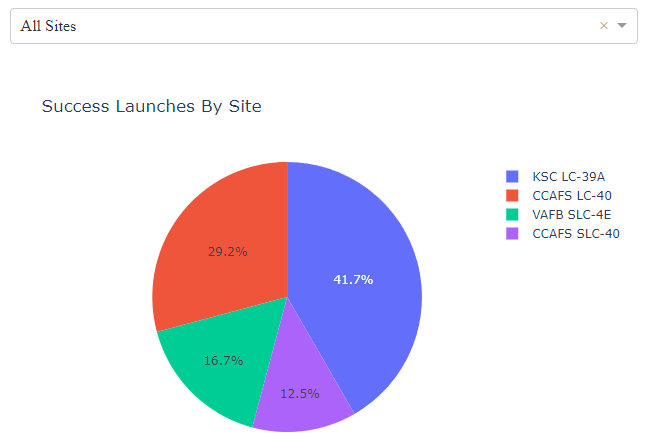 All Sites ×
Success Launches By Site
KSC LC-39A
CCAFS LC-40
VAFB SLC-4E
CCAFS SLC-40
29.2%
41.7%
16.7%
12.5%